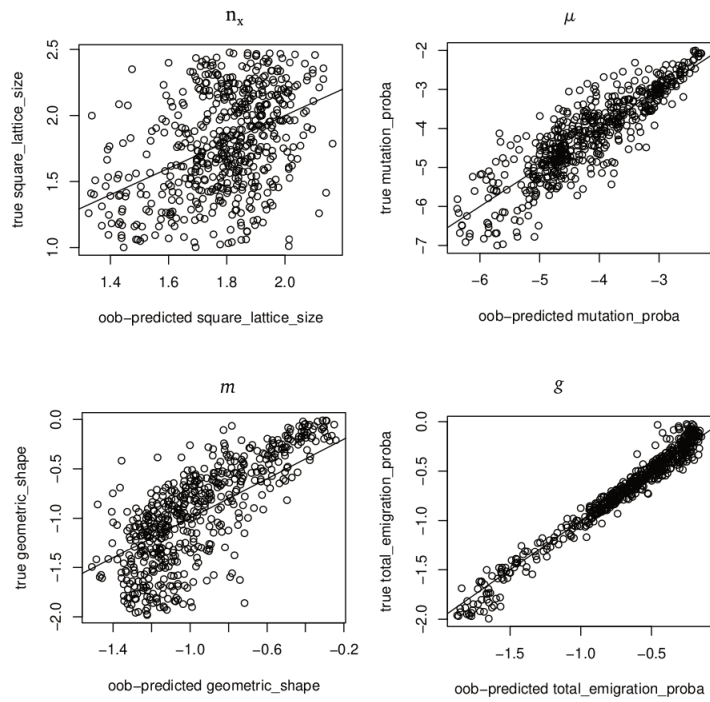 nₓ
true square_lattice_size
2.5
2.0
1.5
1.0
1.4 1.6 1.8 2.0
oob−predicted square_lattice_size
μ
true mutation_proba
−2
−3
−4
−5
−6
−7
−6 −5 −4 −3
oob−predicted mutation_proba
m
true geometric_shape
0.0
−0.5
−1.0
−1.5
−2.0
−1.4 −1.0 −0.6 −0.2
oob−predicted geometric_shape
g
true total_emigration_proba
0.0
−0.5
−1.0
−1.5
−2.0
−1.5 −1.0 −0.5
oob−predicted total_emigration_proba